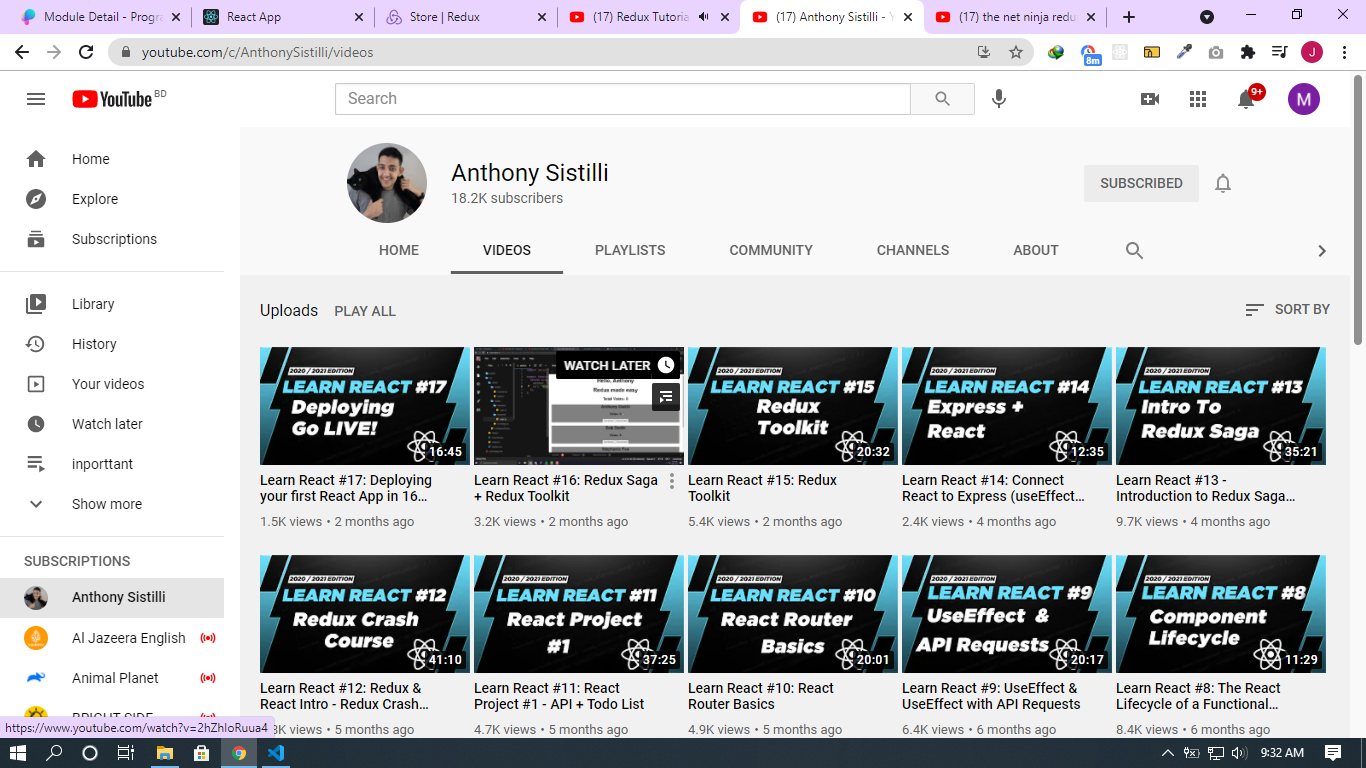 Module Detail - Progra
React App
Store | Redux
(17) Redux Tutoria
(17) Anthony Sistilli - Y
(17) the net ninja redu
youtube.com/c/AnthonySistilli/videos
8m
J
YouTube BD
Search
9+
M
Home
Explore
Subscriptions
Library
History
Your videos
Watch later
inporttant
Show more
SUBSCRIPTIONS
Anthony Sistilli
Al Jazeera English
Animal Planet
BRIGHT SIDE
Anthony Sistilli
18.2K subscribers
SUBSCRIBED
HOME VIDEOS PLAYLISTS COMMUNITY CHANNELS ABOUT
Uploads PLAY ALL
SORT BY
2020 / 2021 EDITION
LEARN REACT #17
Deploying
Go LIVE!
16:45
Learn React #17: Deploying
your first React App in 16...
1.5K views • 2 months ago
WATCH LATER
Hello, Anthony
Redux made easy
Learn React #16: Redux Saga
+ Redux Toolkit
3.2K views • 2 months ago
2020 / 2021 EDITION
LEARN REACT #15
Redux
Toolkit
20:32
Learn React #15: Redux
Toolkit
5.4K views • 2 months ago
2020 / 2021 EDITION
LEARN REACT #14
Express +
React
12:35
Learn React #14: Connect
React to Express (useEffect...
2.4K views • 4 months ago
2020 / 2021 EDITION
LEARN REACT #13
Intro To
Redux Saga
35:21
Learn React #13 -
Introduction to Redux Saga...
9.7K views • 4 months ago
2020 / 2021 EDITION
LEARN REACT #12
Redux Crash
Course
41:10
Learn React #12: Redux &
React Intro - Redux Crash...
8K views • 5 months ago
2020 / 2021 EDITION
LEARN REACT #11
React Project
#1
37:25
Learn React #11: React
Project #1 - API + Todo List
4.7K views • 5 months ago
2020 / 2021 EDITION
LEARN REACT #10
React Router
Basics
20:01
Learn React #10: React
Router Basics
4.9K views • 5 months ago
2020 / 2021 EDITION
LEARN REACT #9
UseEffect &
API Requests
20:17
Learn React #9: UseEffect &
UseEffect with API Requests
6.4K views • 6 months ago
2020 / 2021 EDITION
LEARN REACT #8
Component
Lifecycle
11:29
Learn React #8: The React
Lifecycle of a Functional...
8.4K views • 6 months ago
https://www.youtube.com/watch?v=2hZhIoRuua4
9:32 AM